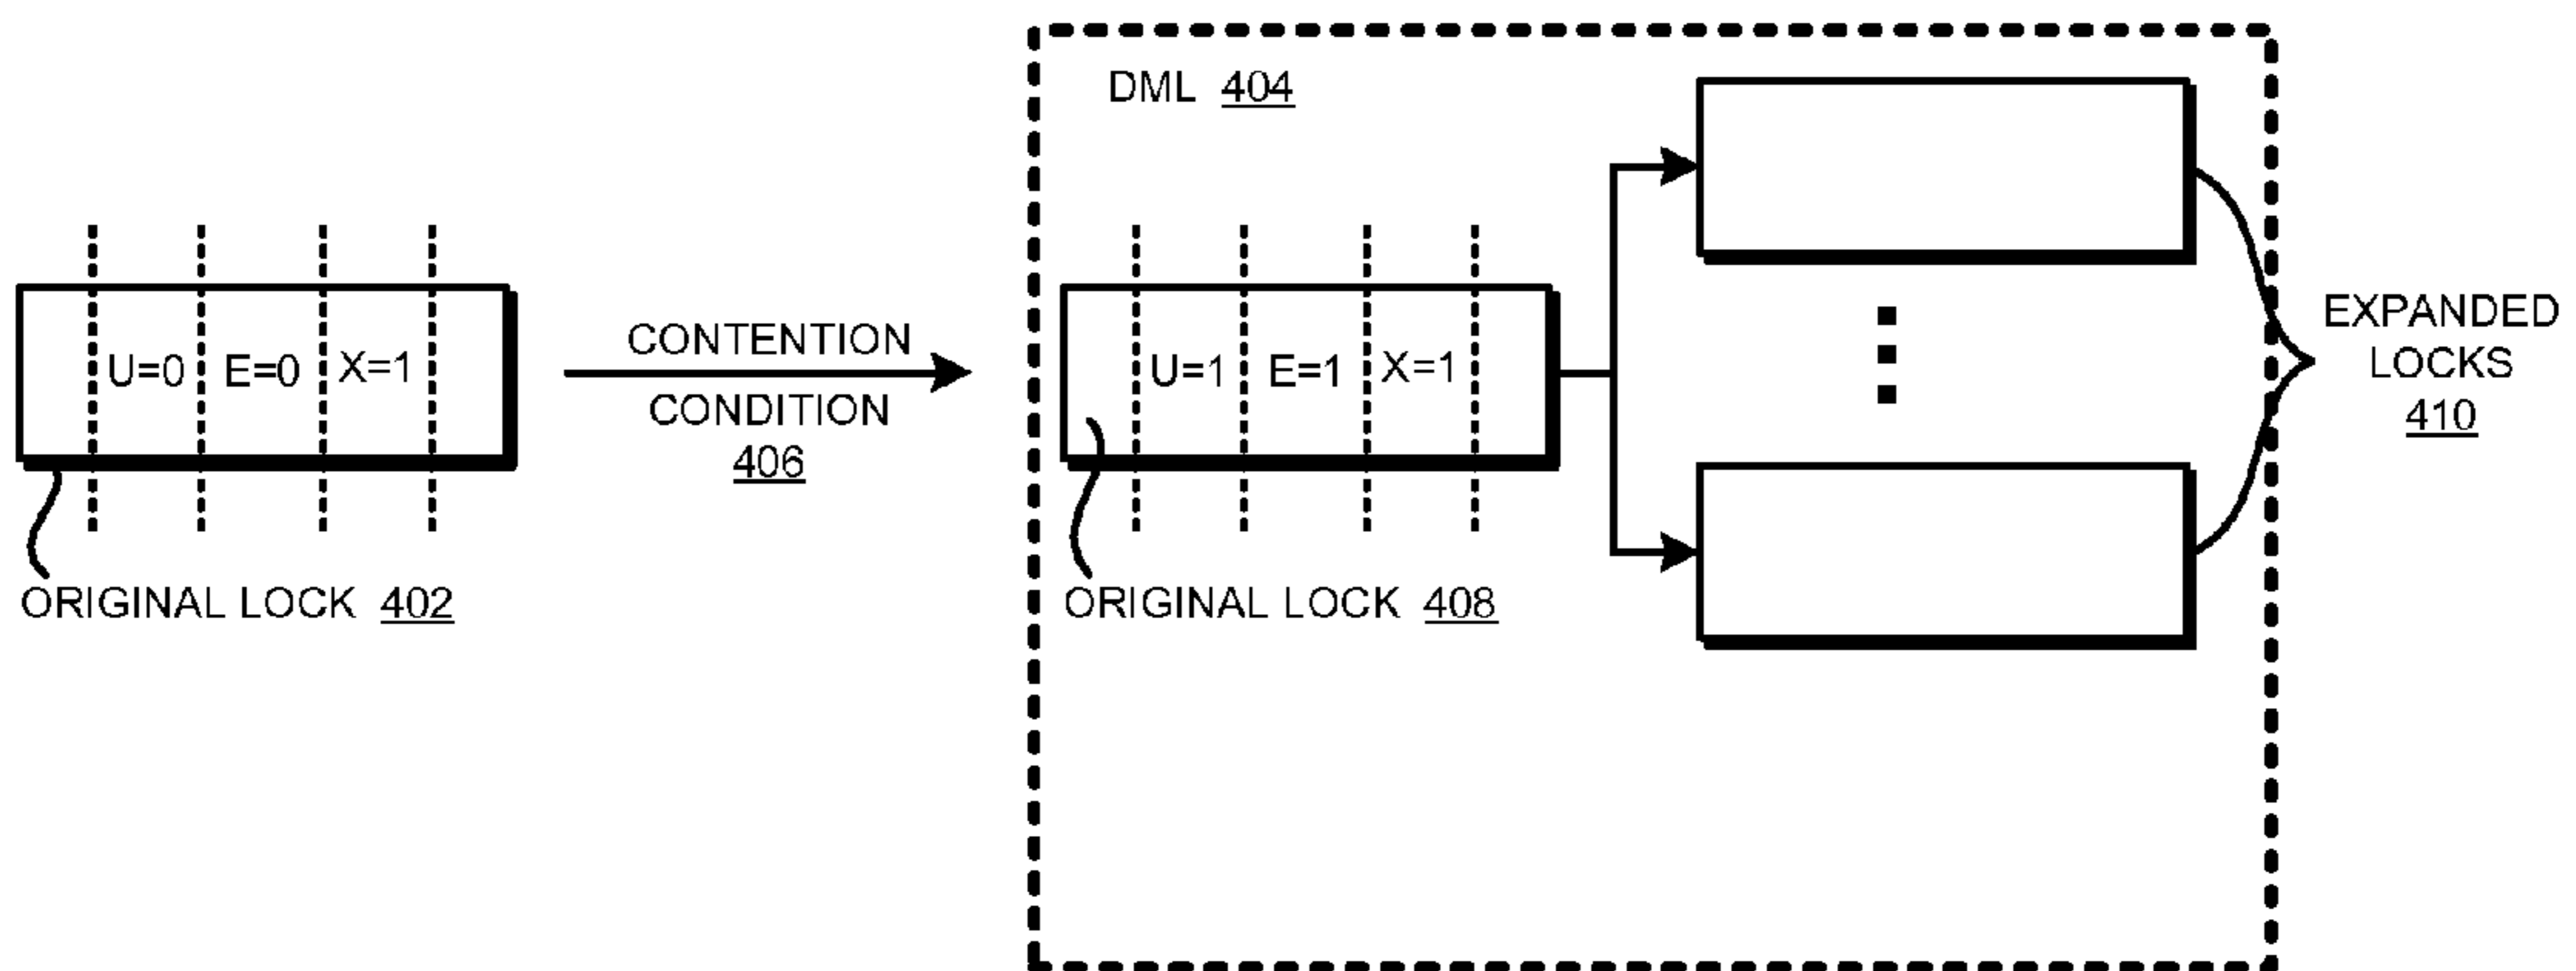 DML 404
U=0 E=0 X=1
CONTENTION
CONDITION
406
U=1 E=1 X=1
EXPANDED
LOCKS
410
ORIGINAL LOCK 402
ORIGINAL LOCK 408